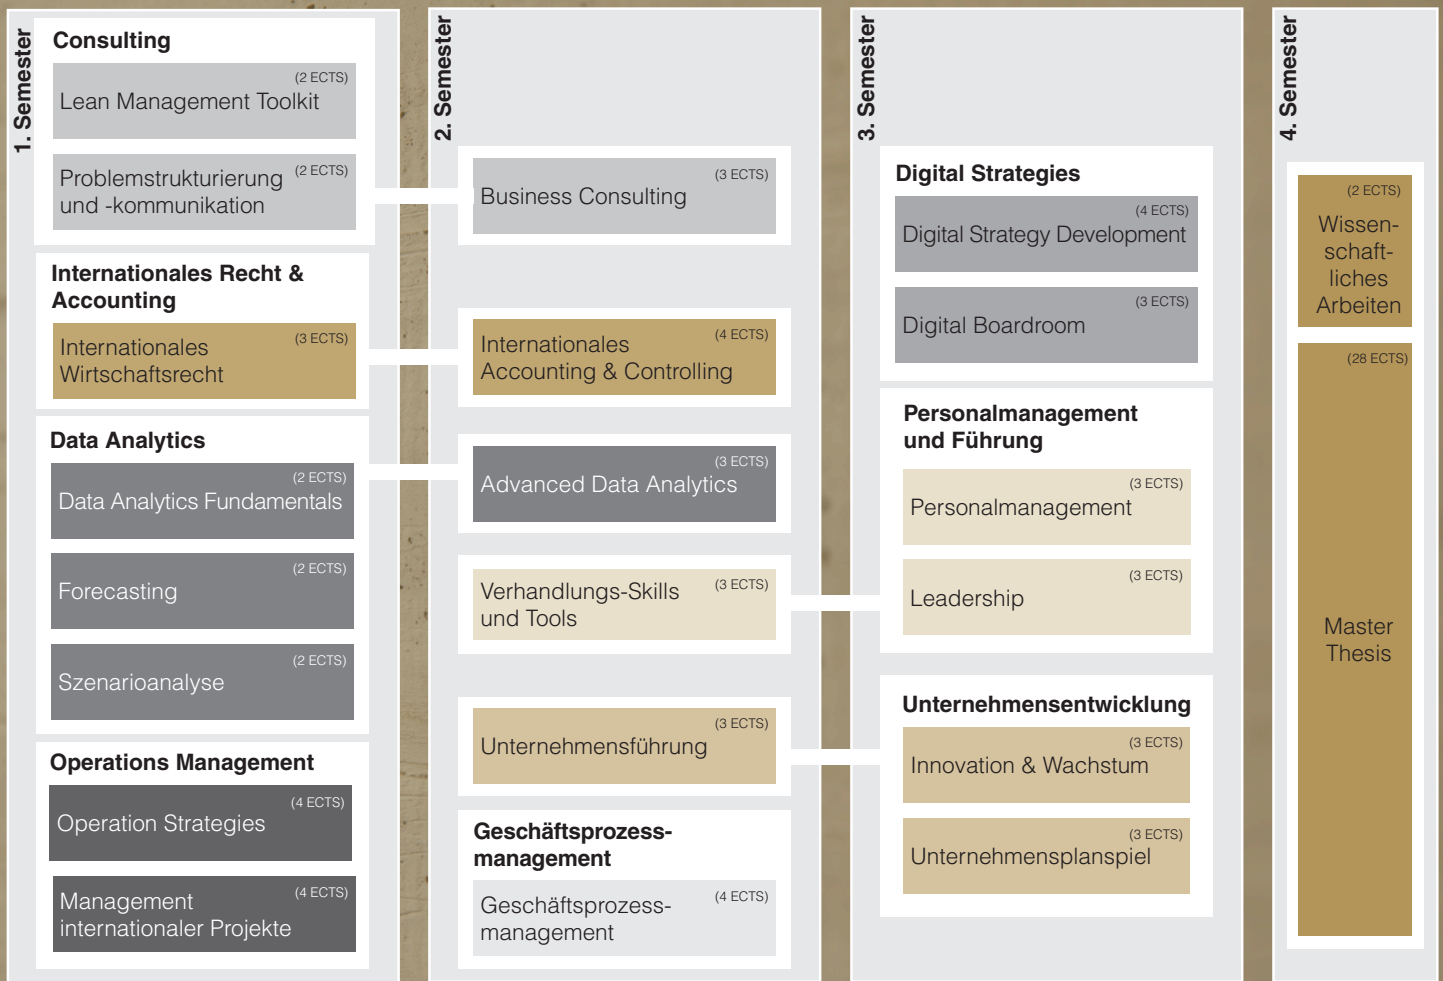 1. Semester
Consulting
(2 ECTS)
Lean Management Toolkit
(2 ECTS)
Problemstrukturierung
und -kommunikation
Internationales Recht &
Accounting
(3 ECTS)
Internationales
Wirtschaftsrecht
Data Analytics
(2 ECTS)
Data Analytics Fundamentals
(2 ECTS)
Forecasting
(2 ECTS)
Szenarioanalyse
Operations Management
(4 ECTS)
Operation Strategies
(4 ECTS)
Management
internationaler Projekte
2. Semester
(3 ECTS)
Business Consulting
(4 ECTS)
Internationales
Accounting & Controlling
(3 ECTS)
Advanced Data Analytics
(3 ECTS)
Verhandlungs-Skills
und Tools
(3 ECTS)
Unternehmensführung
Geschäftsprozess-
management
(4 ECTS)
Geschäftsprozess-
management
3. Semester
Digital Strategies
(4 ECTS)
Digital Strategy Development
(3 ECTS)
Digital Boardroom
Personalmanagement
und Führung
(3 ECTS)
Personalmanagement
(3 ECTS)
Leadership
Unternehmensentwicklung
(3 ECTS)
Innovation & Wachstum
(3 ECTS)
Unternehmensplanspiel
4. Semester
(2 ECTS)
Wissen-
schaft-
liches
Arbeiten
(28 ECTS)
Master
Thesis